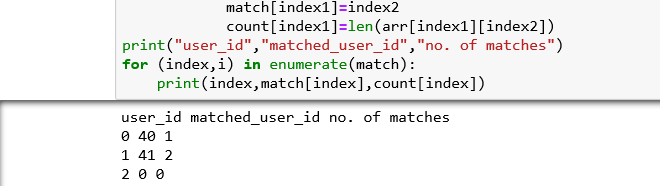 match[index1]=index2
count[index1]=len(arr[index1][index2])
print("user_id","matched_user_id","no. of matches")
for (index,i) in enumerate(match):
print(index,match[index],count[index])
user_id matched_user_id no. of matches
0 40 1
1 41 2
2 0 0